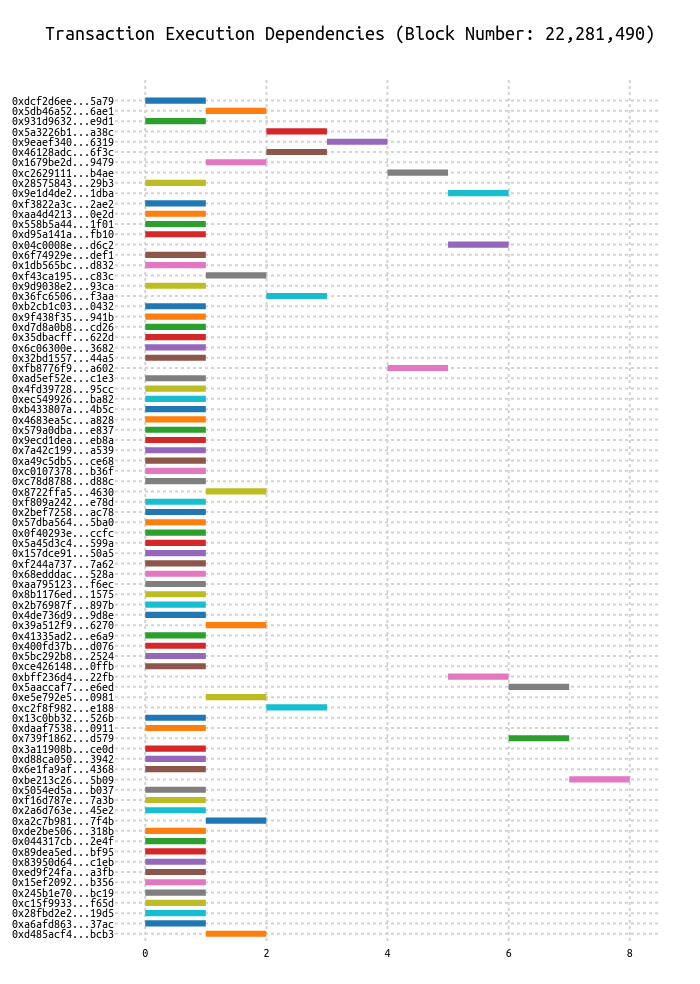 Transaction Execution Dependencies (Block Number: 22,281,490)
0xdcf2d6ee...5a79
0x5db46a52...6ae1
0x931d9632...e9d1
0x5a3226b1...a38c
0x9eaef340...6319
0x46128adc...6f3c
0x1679be2d...9479
0xc2629111...b4ae
0x28575843...29b3
0x9e1d4de2...1dba
0xf3822a3c...2ae2
0xaa4d4213...0e2d
0x558b5a44...1f01
0xd95a141a...fb10
0x04c0008e...d6c2
0x6f74929e...def1
0x1db565bc...d832
0xf43ca195...c83c
0x9d9038e2...93ca
0x36fc6506...f3aa
0xb2cb1c03...0432
0x9f438f35...941b
0xd7d8a0b8...cd26
0x35dbacff...622d
0x6c06300e...3682
0x32bd1557...44a5
0xfb8776f9...a602
0xad5ef52e...c1e3
0x4fd39728...95cc
0xec549926...ba82
0xb433807a...4b5c
0x4683ea5c...a828
0x579a0dba...e837
0x9ecd1dea...eb8a
0x7a42c199...a539
0xa49c5db5...ce68
0xc0107378...b36f
0xc78d8788...d88c
0x8722ffa5...4630
0xf809a242...e78d
0x2bef7258...ac78
0x57dba564...5ba0
0x0f40293e...ccfc
0x5a45d3c4...599a
0x157dce91...50a5
0xf244a737...7a62
0x68edddac...528a
0xaa795123...f6ec
0x8b1176ed...1575
0x2b76987f...897b
0x4de736d9...9d8e
0x39a512f9...6270
0x41335ad2...e6a9
0x400fd37b...d076
0x5bc292b8...2524
0xce426148...0ffb
0xbff236d4...22fb
0x5aaccaf7...e6ed
0xe5e792e5...0981
0xc2f8f982...e188
0x13c0bb32...526b
0xdaaf7538...0911
0x739f1862...d579
0x3a11908b...ce0d
0xd88ca050...3942
0x6e1fa9af...4368
0xbe213c26...5b09
0x5054ed5a...b037
0xf16d787e...7a3b
0x2a6d763e...45e2
0xa2c7b981...7f4b
0xde2be506...318b
0x044317cb...2e4f
0x89dea5ed...bf95
0x83950d64...c1eb
0xed9f24fa...a3fb
0x15ef2092...b356
0x245b1e70...bc19
0xc15f9933...f65d
0x28fbd2e2...19d5
0xa6afd863...37ac
0xd485acf4...bcb3
0 2 4 6 8